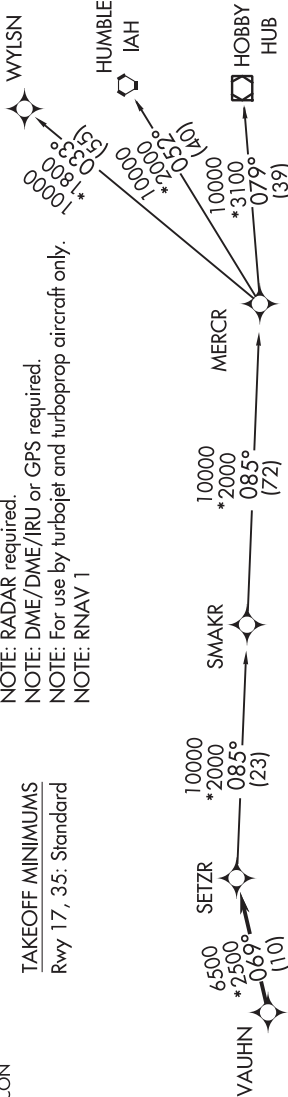 CON
TAKEOFF MINIMUMS
Rwy 17, 35: Standard
NOTE: RADAR required.
NOTE: DME/DME/IRU or GPS required.
NOTE: For use by turbojet and turboprop aircraft only.
NOTE: RNAV 1
VAUHN
6500
*2500
069°
(10)
SETZR
10000
*2000
085°
(23)
SMAKR
10000
*2000
085°
(72)
MERCR
10000
*1800
033°
(55)
WYLSN
10000
*2000
052°
(40)
HUMBLE
IAH
10000
*3100
079°
(39)
HOBBY
HUB